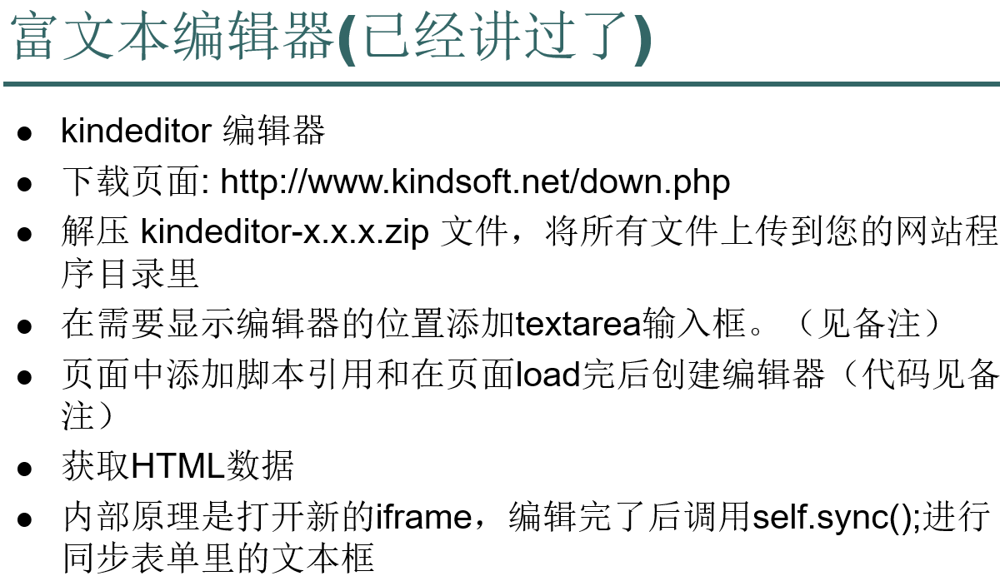 富文本编辑器(已经讲过了)
● kindeditor 编辑器
● 下载页面: http://www.kindsoft.net/down.php
● 解压 kindeditor-x.x.x.zip 文件，将所有文件上传到您的网站程
序目录里
● 在需要显示编辑器的位置添加textarea输入框。（见备注）
● 页面中添加脚本引用和在页面load完后创建编辑器（代码见备
注）
● 获取HTML数据
● 内部原理是打开新的iframe，编辑完了后调用self.sync();进行
同步表单里的文本框